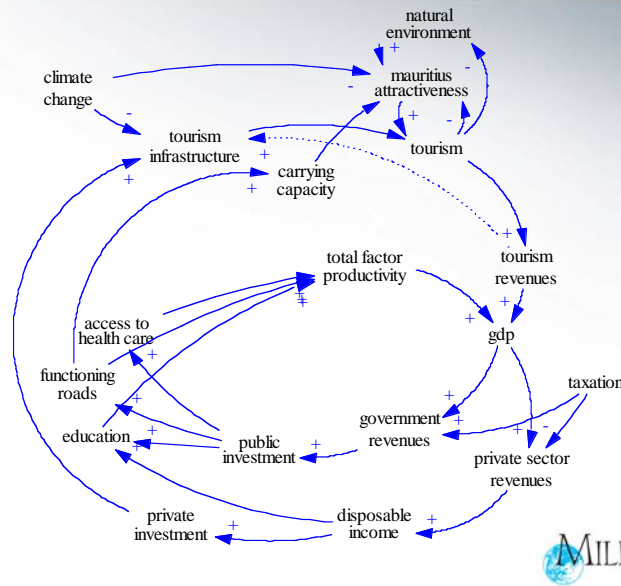 natural
environment
+
climate
change
-
mauritius
attractiveness
-
+
-
-
tourism
infrastructure
+
+
tourism
carrying
capacity
+
total factor
productivity
+
tourism
revenues
+
+
gdp
+
access to
health care
+
functioning
roads
+
taxation
education
+
public
investment
+
government
revenues
+
+
+
-
private sector
revenues
private
investment
+
disposable
income
+